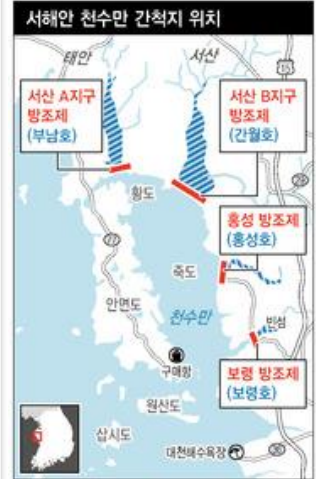 서해안 천수만 간척지 위치
태안
서산
15
서산 A지구
방조제
(부남호)
서산 B지구
방조제
(간월호)
29
황도
홍성 방조제
(홍성호)
77
죽도
안면도
천수만
빈섬
구매항
보령 방조제
(보령호)
원산도
삽시도
대천해수욕장
36